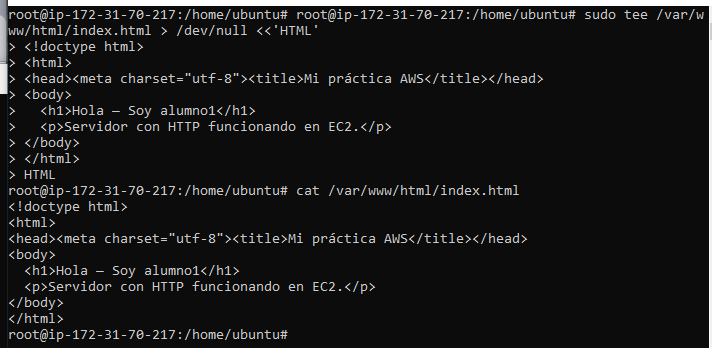 root@ip-172-31-70-217:/home/ubuntu# root@ip-172-31-70-217:/home/ubuntu# sudo tee /var/w
ww/html/index.html > /dev/null <<'HTML'
> <!doctype html>
> <html>
> <head><meta charset="utf-8"><title>Mi práctica AWS</title></head>
> <body>
>   <h1>Hola — Soy alumno1</h1>
>   <p>Servidor con HTTP funcionando en EC2.</p>
> </body>
> </html>
> HTML
root@ip-172-31-70-217:/home/ubuntu# cat /var/www/html/index.html
<!doctype html>
<html>
<head><meta charset="utf-8"><title>Mi práctica AWS</title></head>
<body>
  <h1>Hola — Soy alumno1</h1>
  <p>Servidor con HTTP funcionando en EC2.</p>
</body>
</html>
root@ip-172-31-70-217:/home/ubuntu#